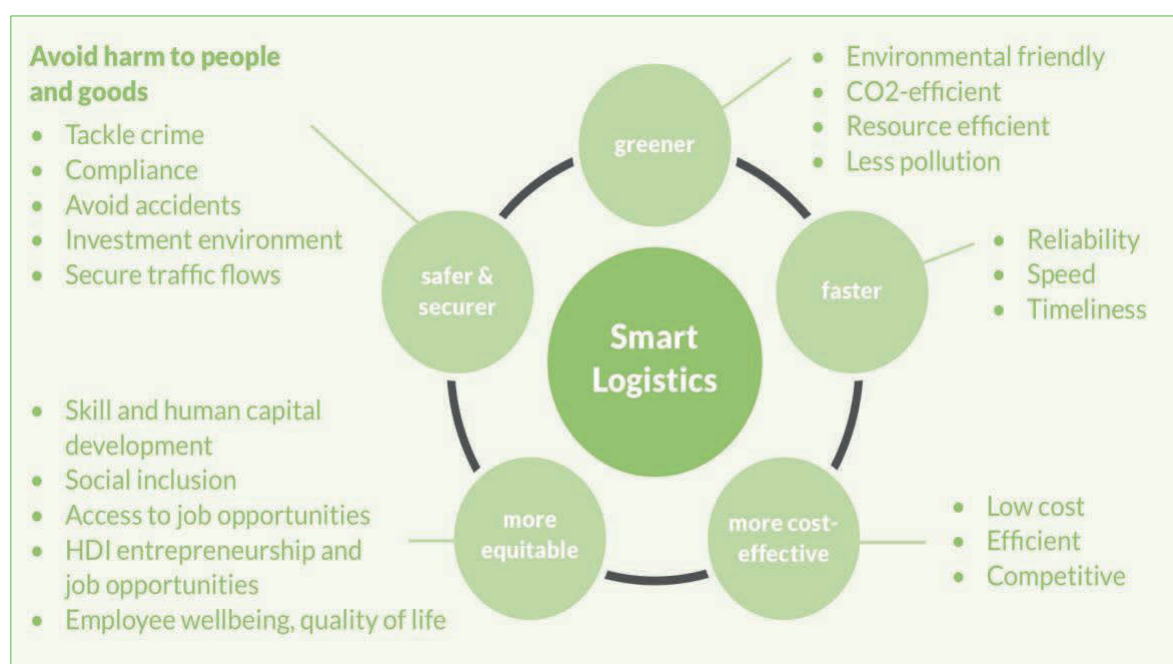 Avoid harm to people
and goods
• Tackle crime
• Compliance
• Avoid accidents
• Investment environment
• Secure traffic flows
safer &
securer
greener
• Environmental friendly
• CO2-efficient
• Resource efficient
• Less pollution
faster
• Reliability
• Speed
• Timeliness
Smart
Logistics
• Skill and human capital
development
• Social inclusion
• Access to job opportunities
• HDI entrepreneurship and
job opportunities
• Employee wellbeing, quality of life
more
equitable
more cost-
effective
• Low cost
• Efficient
• Competitive